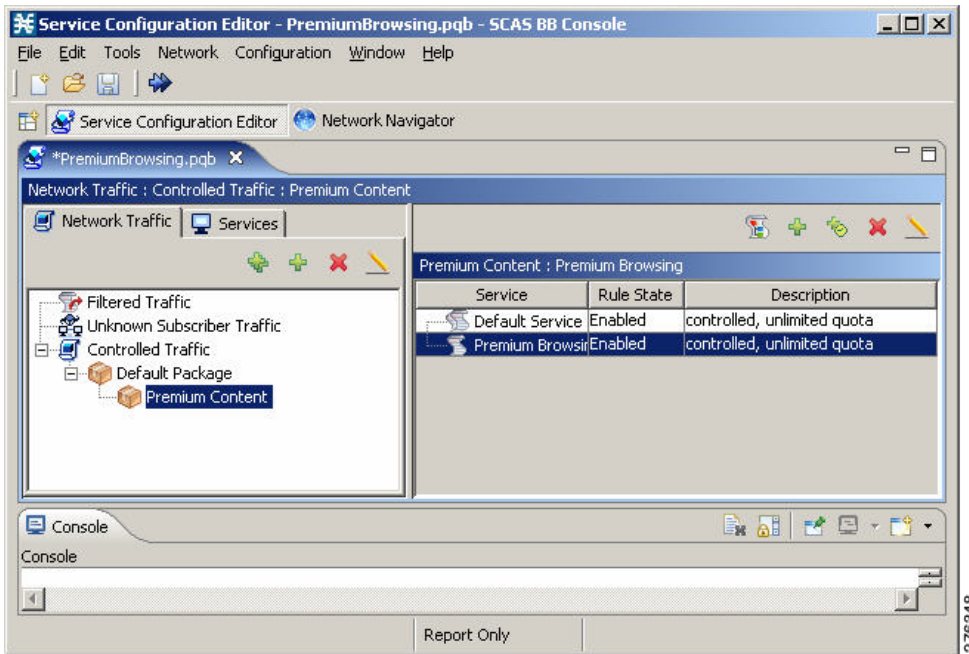 Service Configuration Editor - PremiumBrowsing.pqb - SCAS BB Console
File Edit Tools Network Configuration Window Help
Service Configuration Editor Network Navigator
*PremiumBrowsing.pqb
Network Traffic : Controlled Traffic : Premium Content
Network Traffic Services
Premium Content : Premium Browsing
Service Rule State Description
Default Service Enabled controlled, unlimited quota
Premium Browsin Enabled controlled, unlimited quota
Filtered Traffic
Unknown Subscriber Traffic
Controlled Traffic
Default Package
Premium Content
Console
Console
Report Only